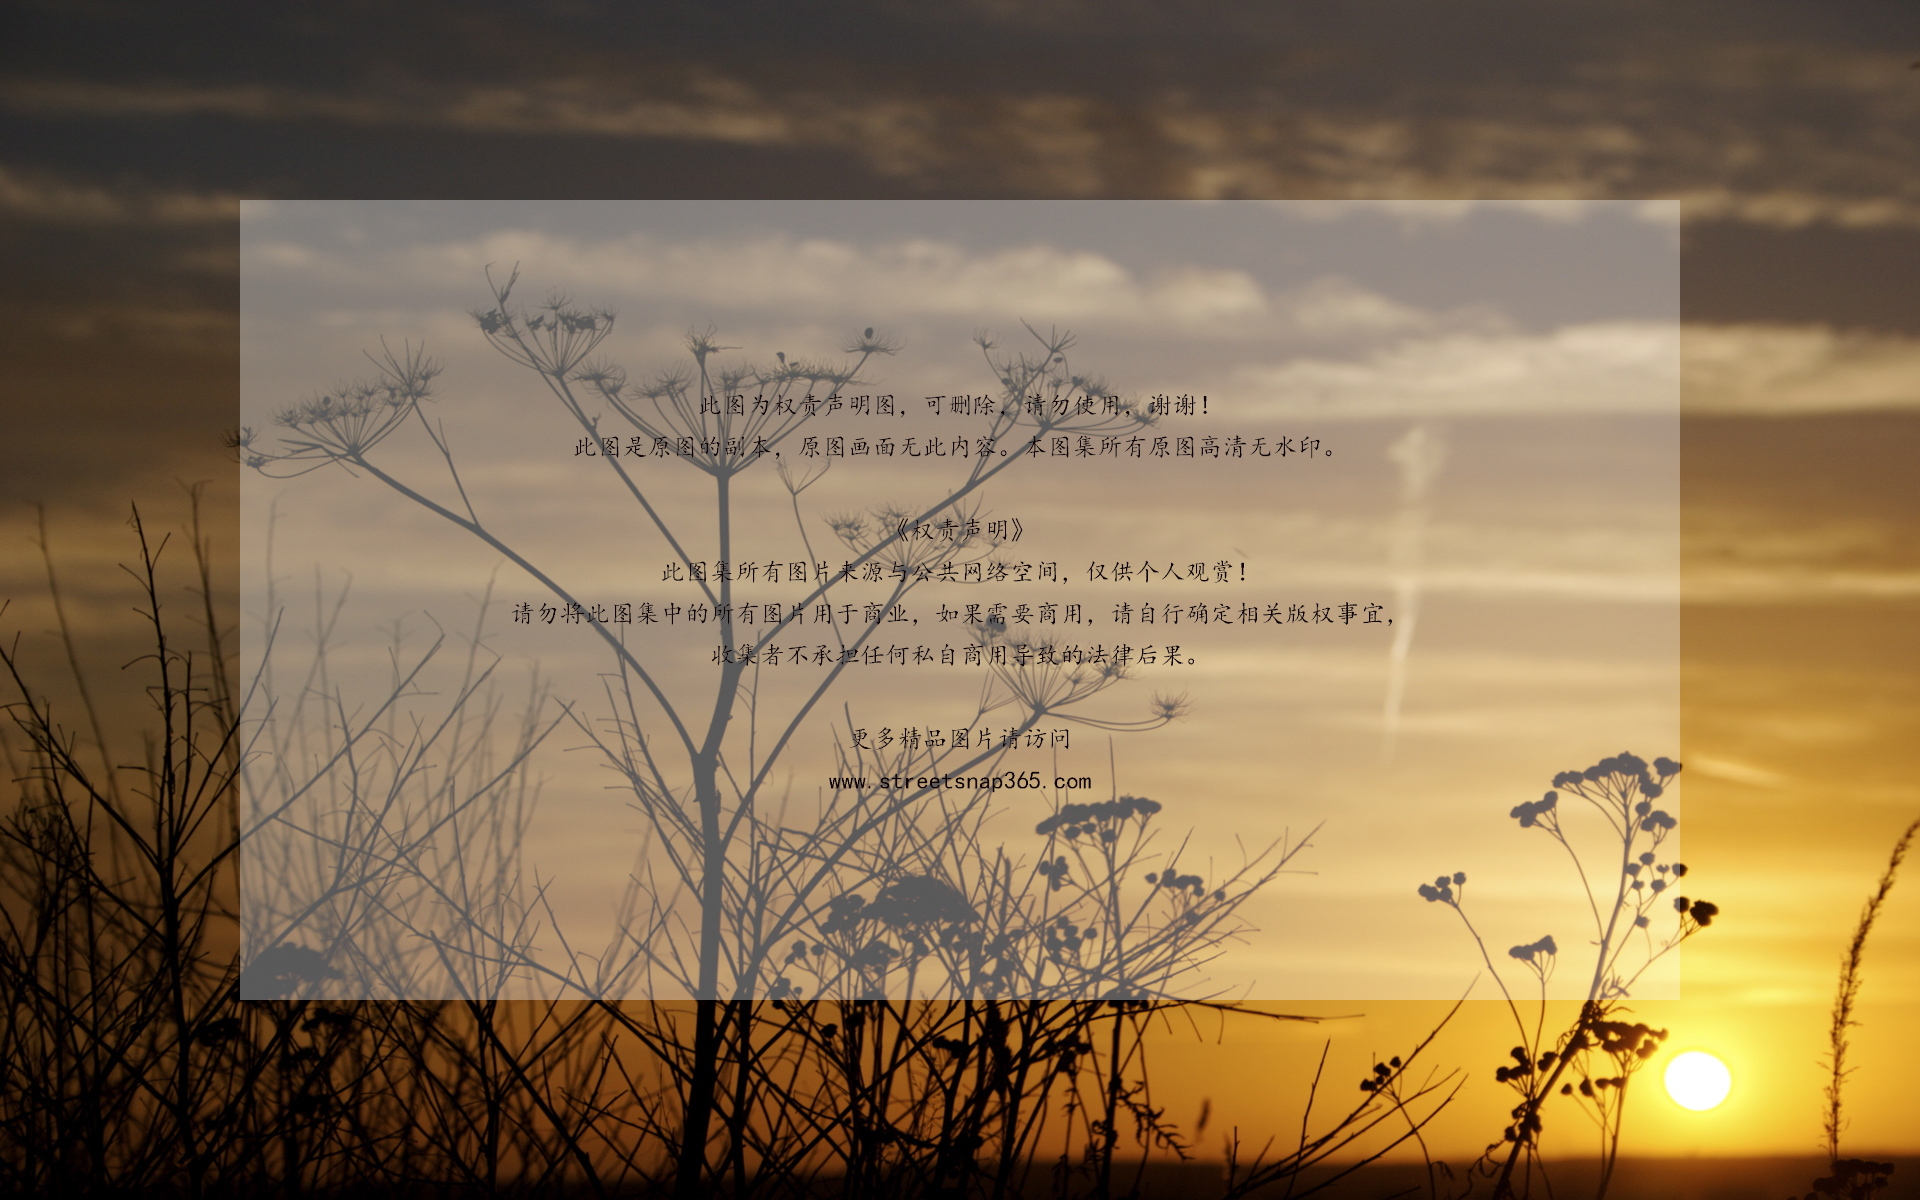 此图为权责声明图，可删除，请勿使用，谢谢！
此图是原图的副本，原图画面无此内容。本图集所有原图高清无水印。
《权责声明》
此图集所有图片来源与公共网络空间，仅供个人观赏！
请勿将此图集中的所有图片用于商业，如果需要商用，请自行确定相关版权事宜，
收集者不承担任何私自商用导致的法律后果。
更多精品图片请访问
www.streetsnap365.com